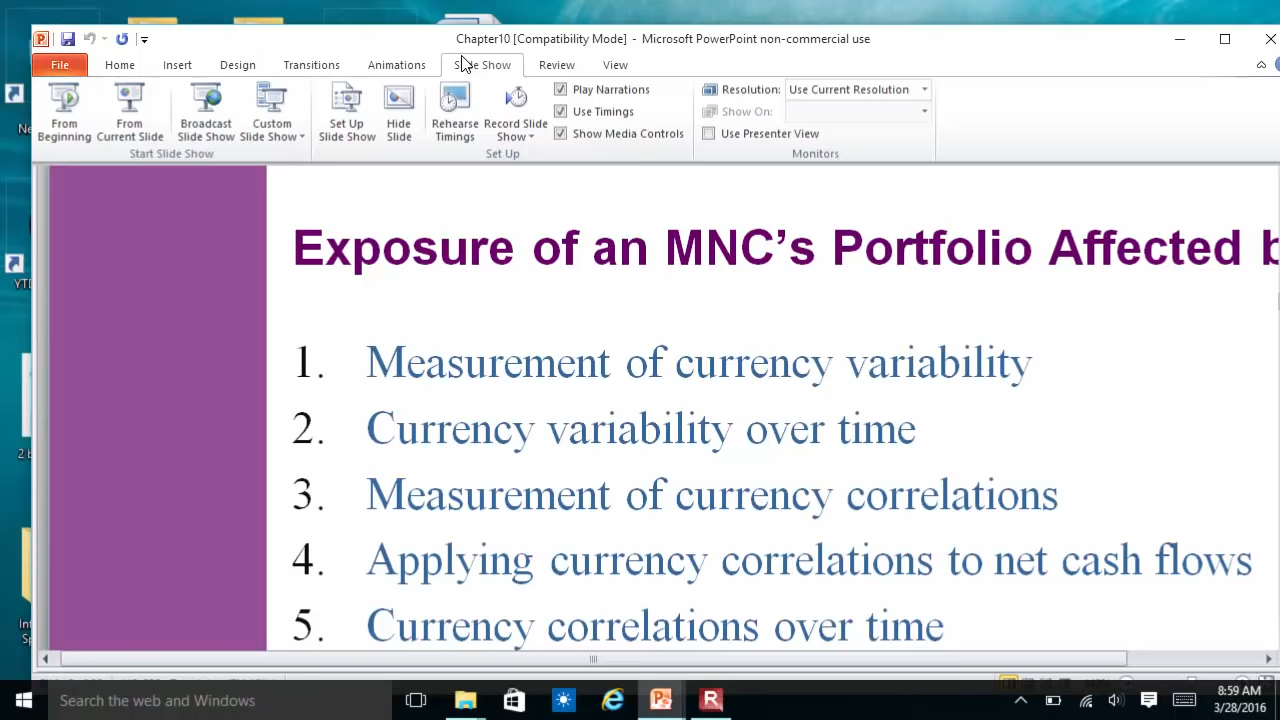 Chapter10 [Compatibility Mode] - Microsoft PowerPoint non-commercial use
File Home Insert Design Transitions Animations Slide Show Review View
From Beginning
From Current Slide
Broadcast Slide Show
Custom Slide Show
Set Up Slide Show
Hide Slide
Rehearse Timings
Record Slide Show
Play Narrations
Use Timings
Show Media Controls
Resolution: Use Current Resolution
Show On:
Use Presenter View
Start Slide Show
Set Up
Monitors
Exposure of an MNC’s Portfolio Affected b
1. Measurement of currency variability
2. Currency variability over time
3. Measurement of currency correlations
4. Applying currency correlations to net cash flows
5. Currency correlations over time
Search the web and Windows
8:59 AM
3/28/2016